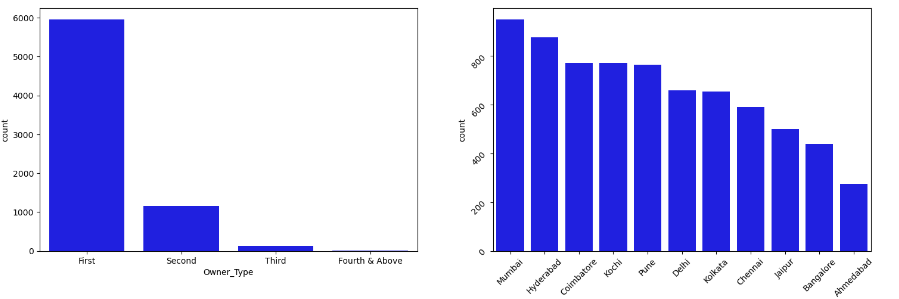 6000
5000
4000
3000
2000
1000
0
count
First Second Third Fourth & Above
Owner_Type
800
600
400
200
0
count
Mumbai Hyderabad Coimbatore Kochi Pune Delhi Kolkata Chennai Jaipur Bangalore Ahmedabad